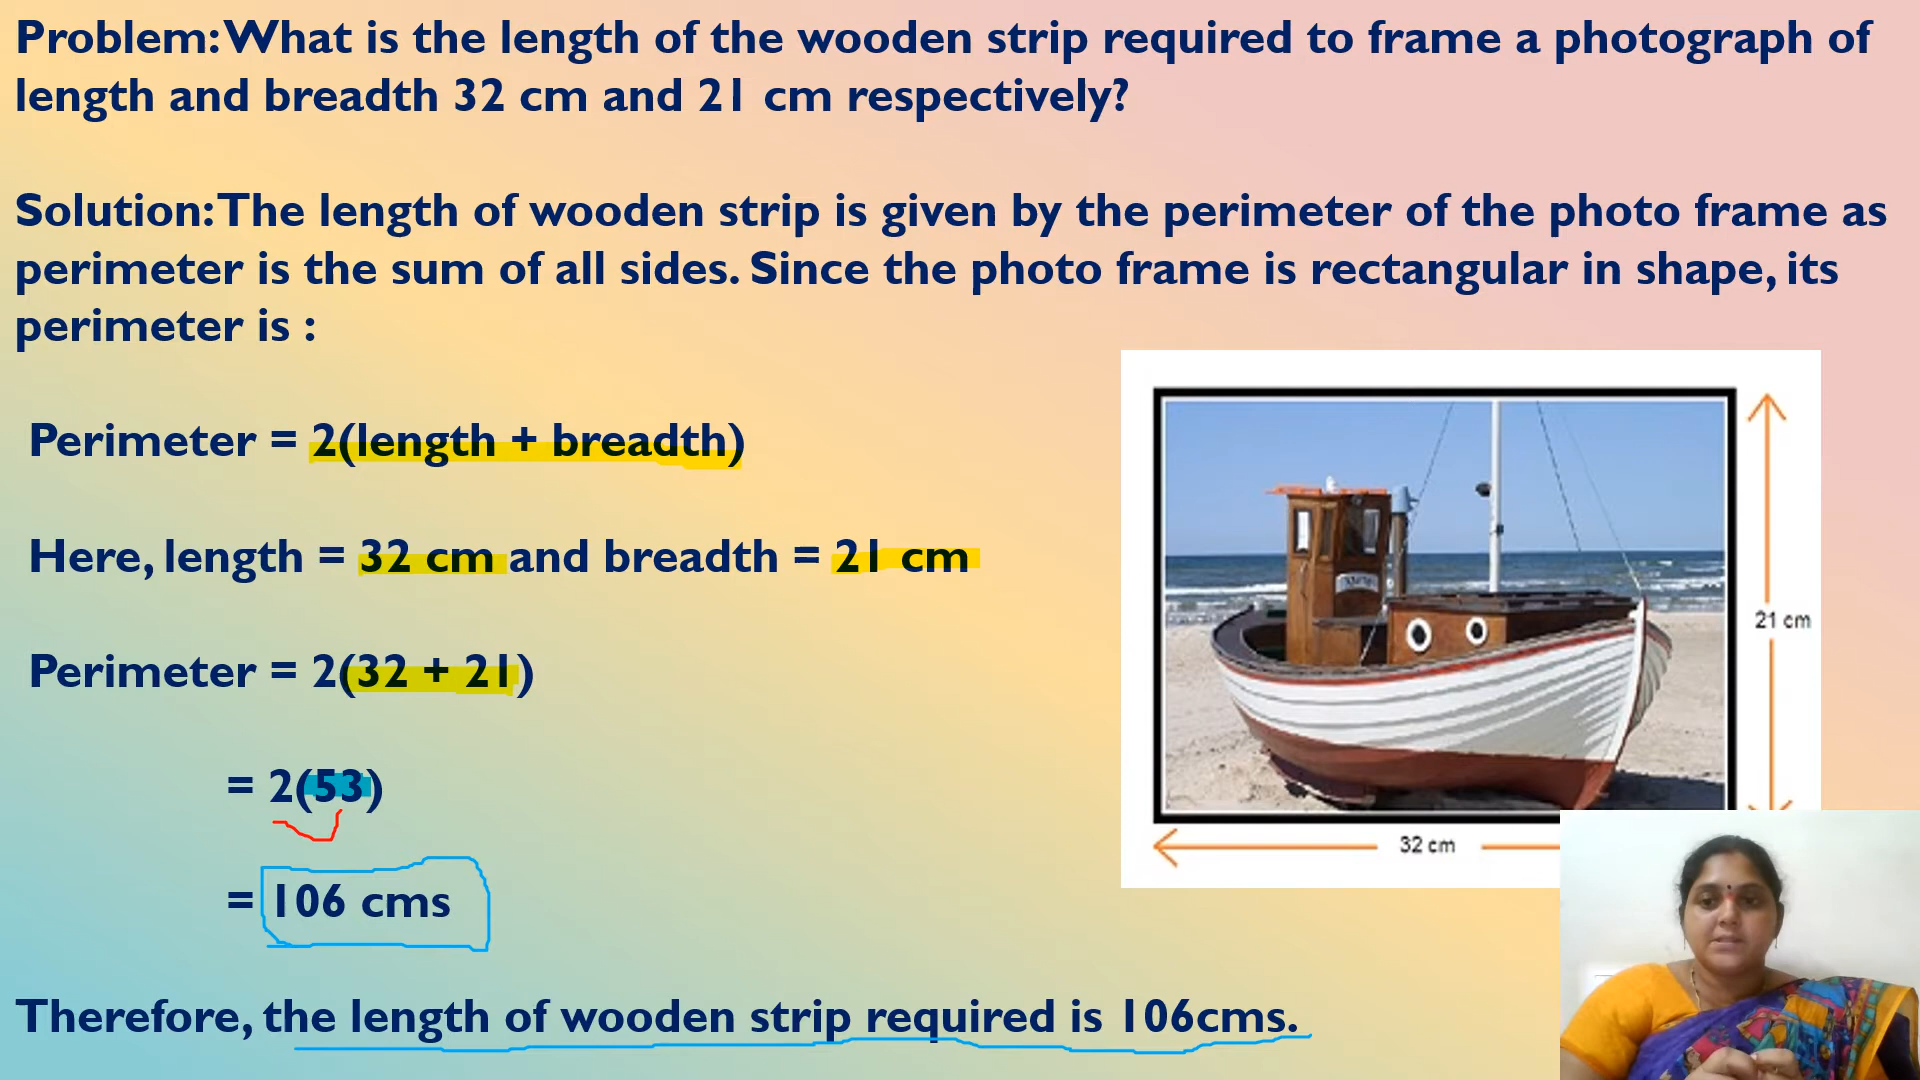 Problem: What is the length of the wooden strip required to frame a photograph of
length and breadth 32 cm and 21 cm respectively?
Solution: The length of wooden strip is given by the perimeter of the photo frame as
perimeter is the sum of all sides. Since the photo frame is rectangular in shape, its
perimeter is :
Perimeter = 2(length + breadth)
Here, length = 32 cm and breadth = 21 cm
Perimeter = 2(32 + 21)
= 2(53)
= 106 cms
Therefore, the length of wooden strip required is 106cms.
21 cm
32 cm